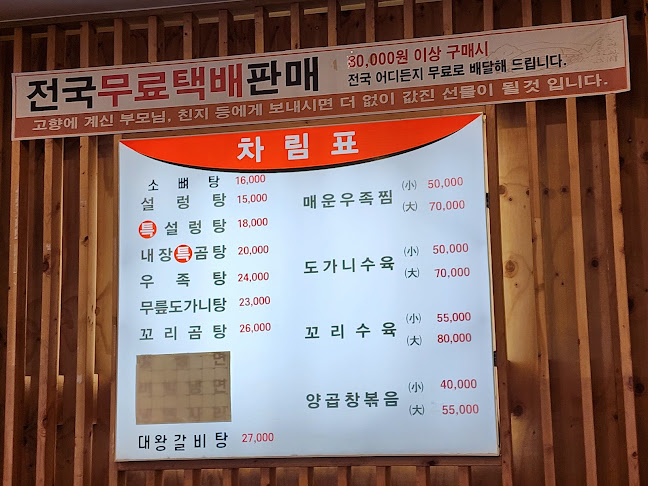 전국무료택배판매
30,000원 이상 구매시
전국 어디든지 무료로 배달해 드립니다.
고향에 계신 부모님, 친지 등에게 보내시면 더 없이 값진 선물이 될것 입니다.
차림표
소뼈탕 16,000
설렁탕 15,000
특설렁탕 18,000
내장특곰탕 20,000
우족탕 24,000
무릎도가니탕 23,000
꼬리곰탕 26,000
대왕갈비탕 27,000
매운우족찜 (小) 50,000
(大) 70,000
도가니수육 (小) 50,000
(大) 70,000
꼬리수육 (小) 55,000
(大) 80,000
양곱창볶음 (小) 40,000
(大) 55,000